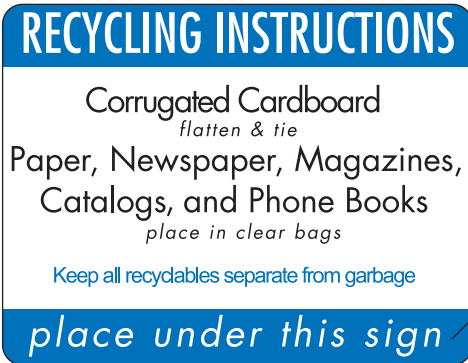 RECYCLING INSTRUCTIONS
Corrugated Cardboard
flatten & tie
Paper, Newspaper, Magazines,
Catalogs, and Phone Books
place in clear bags
Keep all recyclables separate from garbage
place under this sign